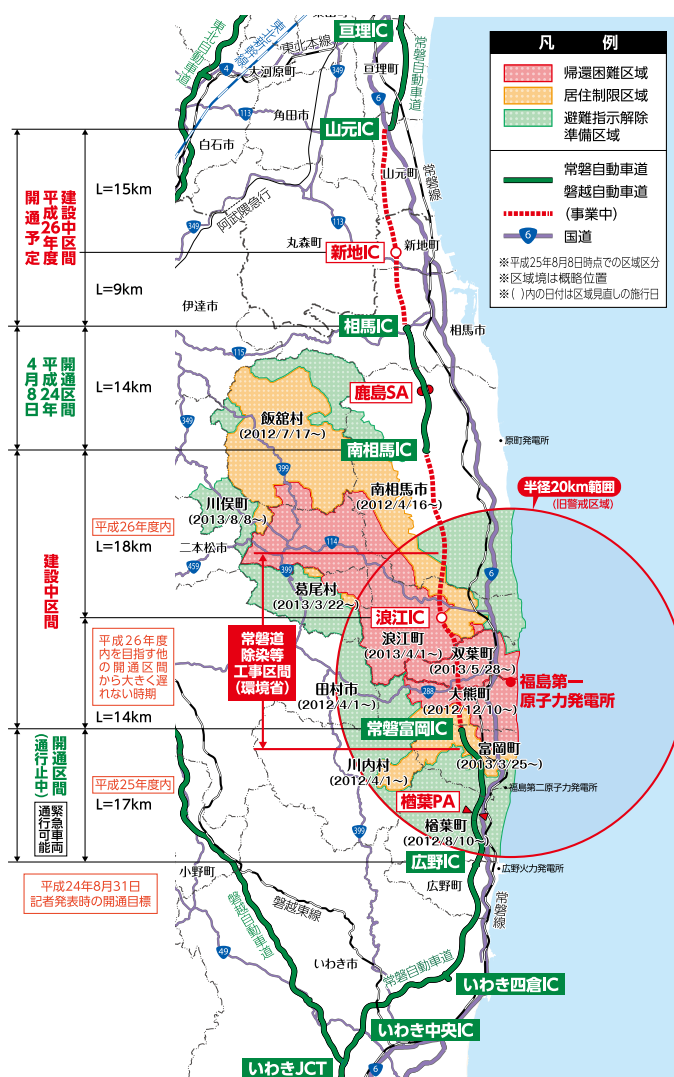 東北自動車道
東北新幹線
東北本線
亘理IC
常磐自動車道
亘理町
4
大河原町
349
6
113
角田市
山元IC
白石市
常磐線
山元町
L=15km
建設中区間
平成26年度
開通予定
阿武隈急行
349
113
丸森町
新地IC
新地町
L=9km
伊達市
相馬IC
相馬市
115
開通区間
平成24年
4月8日
L=14km
鹿島SA
飯舘村
(2012/7/17~)
349
原町発電所
南相馬IC
399
南相馬市
(2012/4/16~)
半径20km範囲
(旧警戒区域)
川俣町
(2013/8/8~)
平成26年度内
L=18km
二本松市
114
459
399
6
建設中区間
葛尾村
(2013/3/22~)
浪江IC
常磐道
除染等
工事区間
(環境省)
浪江町
(2013/4/1~)
双葉町
(2013/5/28~)
平成26年度
内を目指す他
の開通区間
から大きく遅
れない時期
L=14km
田村市
(2012/4/1~)
288
大熊町
(2012/12/10~)
福島第一
原子力発電所
常磐富岡IC
富岡町
(2013/3/25~)
開通区間
(通行止中)
緊急車両
通行可能
平成25年度内
L=17km
川内村
(2012/4/1~)
福島第二原子力発電所
楢葉PA
楢葉町
(2012/8/10~)
399
広野IC
広野火力発電所
小野町
広野町
平成24年8月31日
記者発表時の開通目標
磐越東線
磐越自動車道
常磐線
49
いわき市
常磐自動車道
いわき四倉IC
いわき中央IC
いわきJCT
6
凡 例
帰還困難区域
居住制限区域
避難指示解除
準備区域
常磐自動車道
磐越自動車道
(事業中)
6
国道
※平成25年8月8日時点での区域区分
※区域境は概略位置
※( )内の日付は区域見直しの施行日